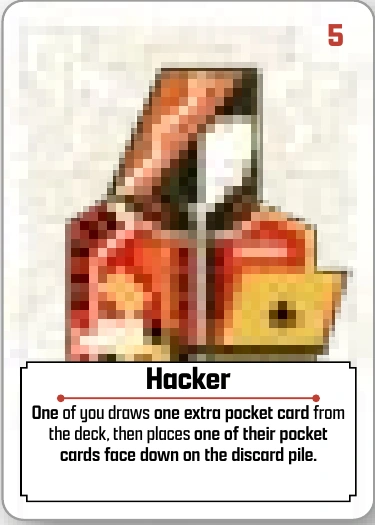 5
Hacker
One of you draws one extra pocket card from
the deck, then places one of their pocket
cards face down on the discard pile.